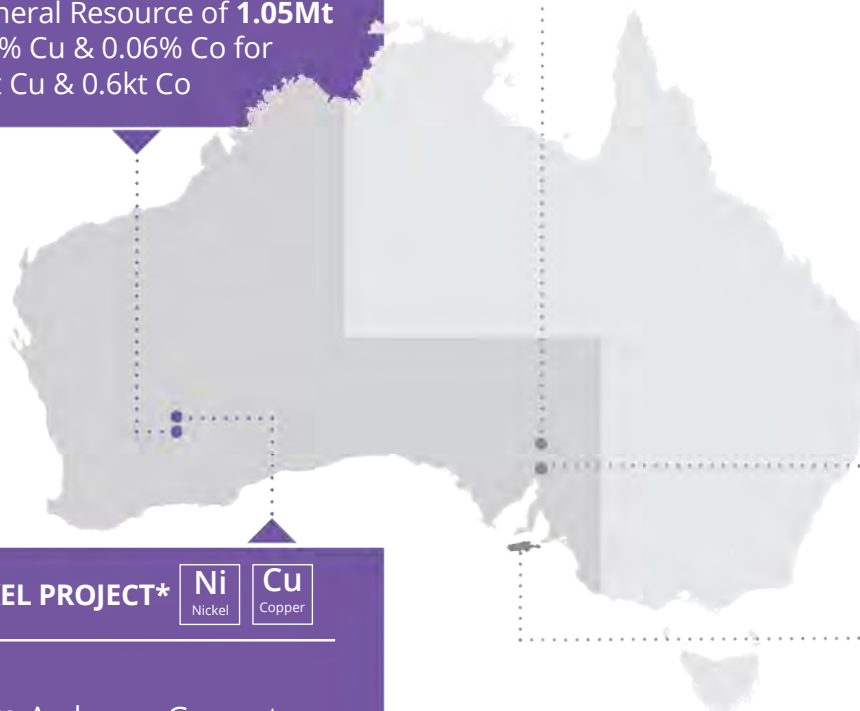 neral Resource of 1.05Mt
% Cu & 0.06% Co for
t Cu & 0.6kt Co
EL PROJECT*
Ni
Nickel
Cu
Copper